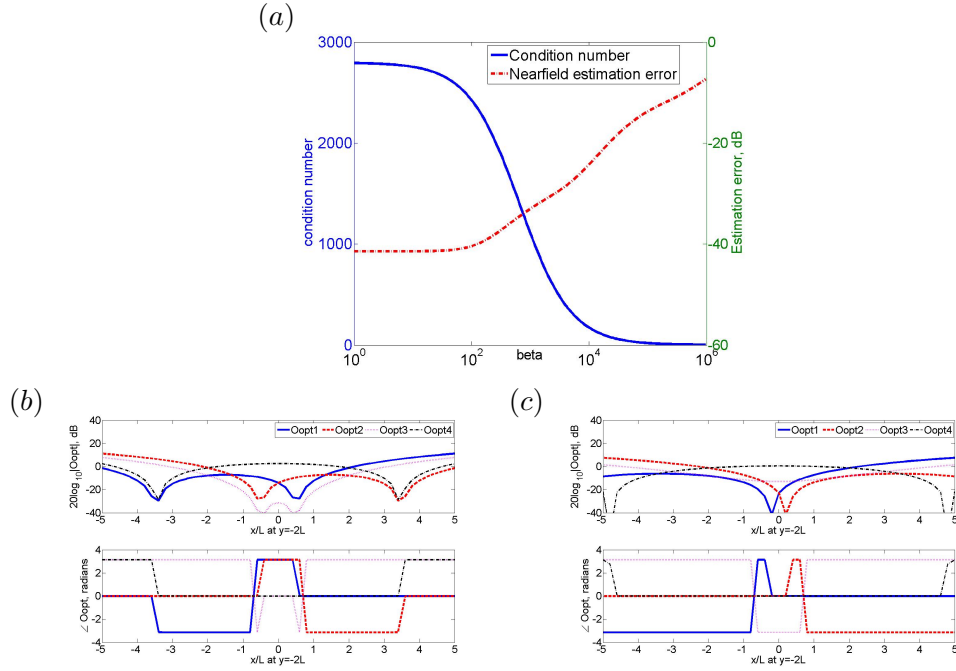 (a)
3000
2000
1000
0
condition number
Condition number
Nearfield estimation error
0
-20
-40
-60
Estimation error, dB
10^0
10^2
10^4
10^6
beta
(b)
40
20
0
-20
-40
20log10|Oopt|, dB
Oopt1 Oopt2 Oopt3 Oopt4
-5 -4 -3 -2 -1 0 1 2 3 4 5
x/L at y=-2L
4
2
0
-2
-4
∠ Oopt, radians
-5 -4 -3 -2 -1 0 1 2 3 4 5
x/L at y=-2L
(c)
40
20
0
-20
-40
20log10|Oopt|, dB
Oopt1 Oopt2 Oopt3 Oopt4
-5 -4 -3 -2 -1 0 1 2 3 4 5
x/L at y=-2L
4
2
0
-2
-4
∠ Oopt, radians
-5 -4 -3 -2 -1 0 1 2 3 4 5
x/L at y=-2L